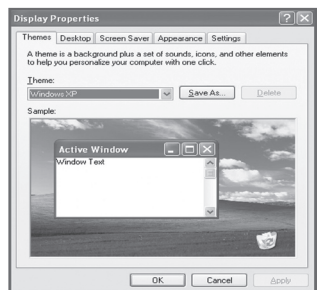 Display Properties
Themes Desktop Screen Saver Appearance Settings
A theme is a background plus a set of sounds, icons, and other elements
to help you personalize your computer with one click.
Theme:
Windows XP Save As... Delete
Sample:
Active Window
Window Text
OK Cancel Apply